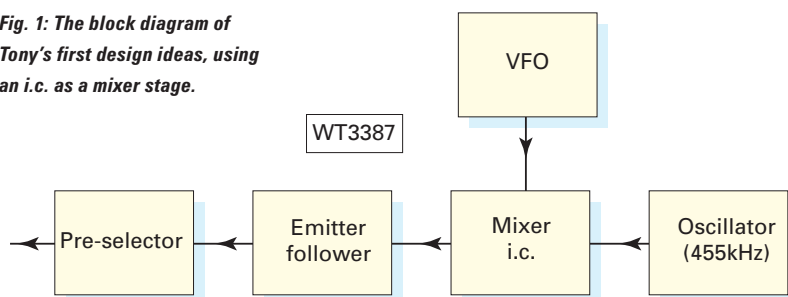 Fig. 1: The block diagram of
Tony's first design ideas, using
an i.c. as a mixer stage.
VFO
WT3387
Pre-selector
Emitter
follower
Mixer
i.c.
Oscillator
(455kHz)